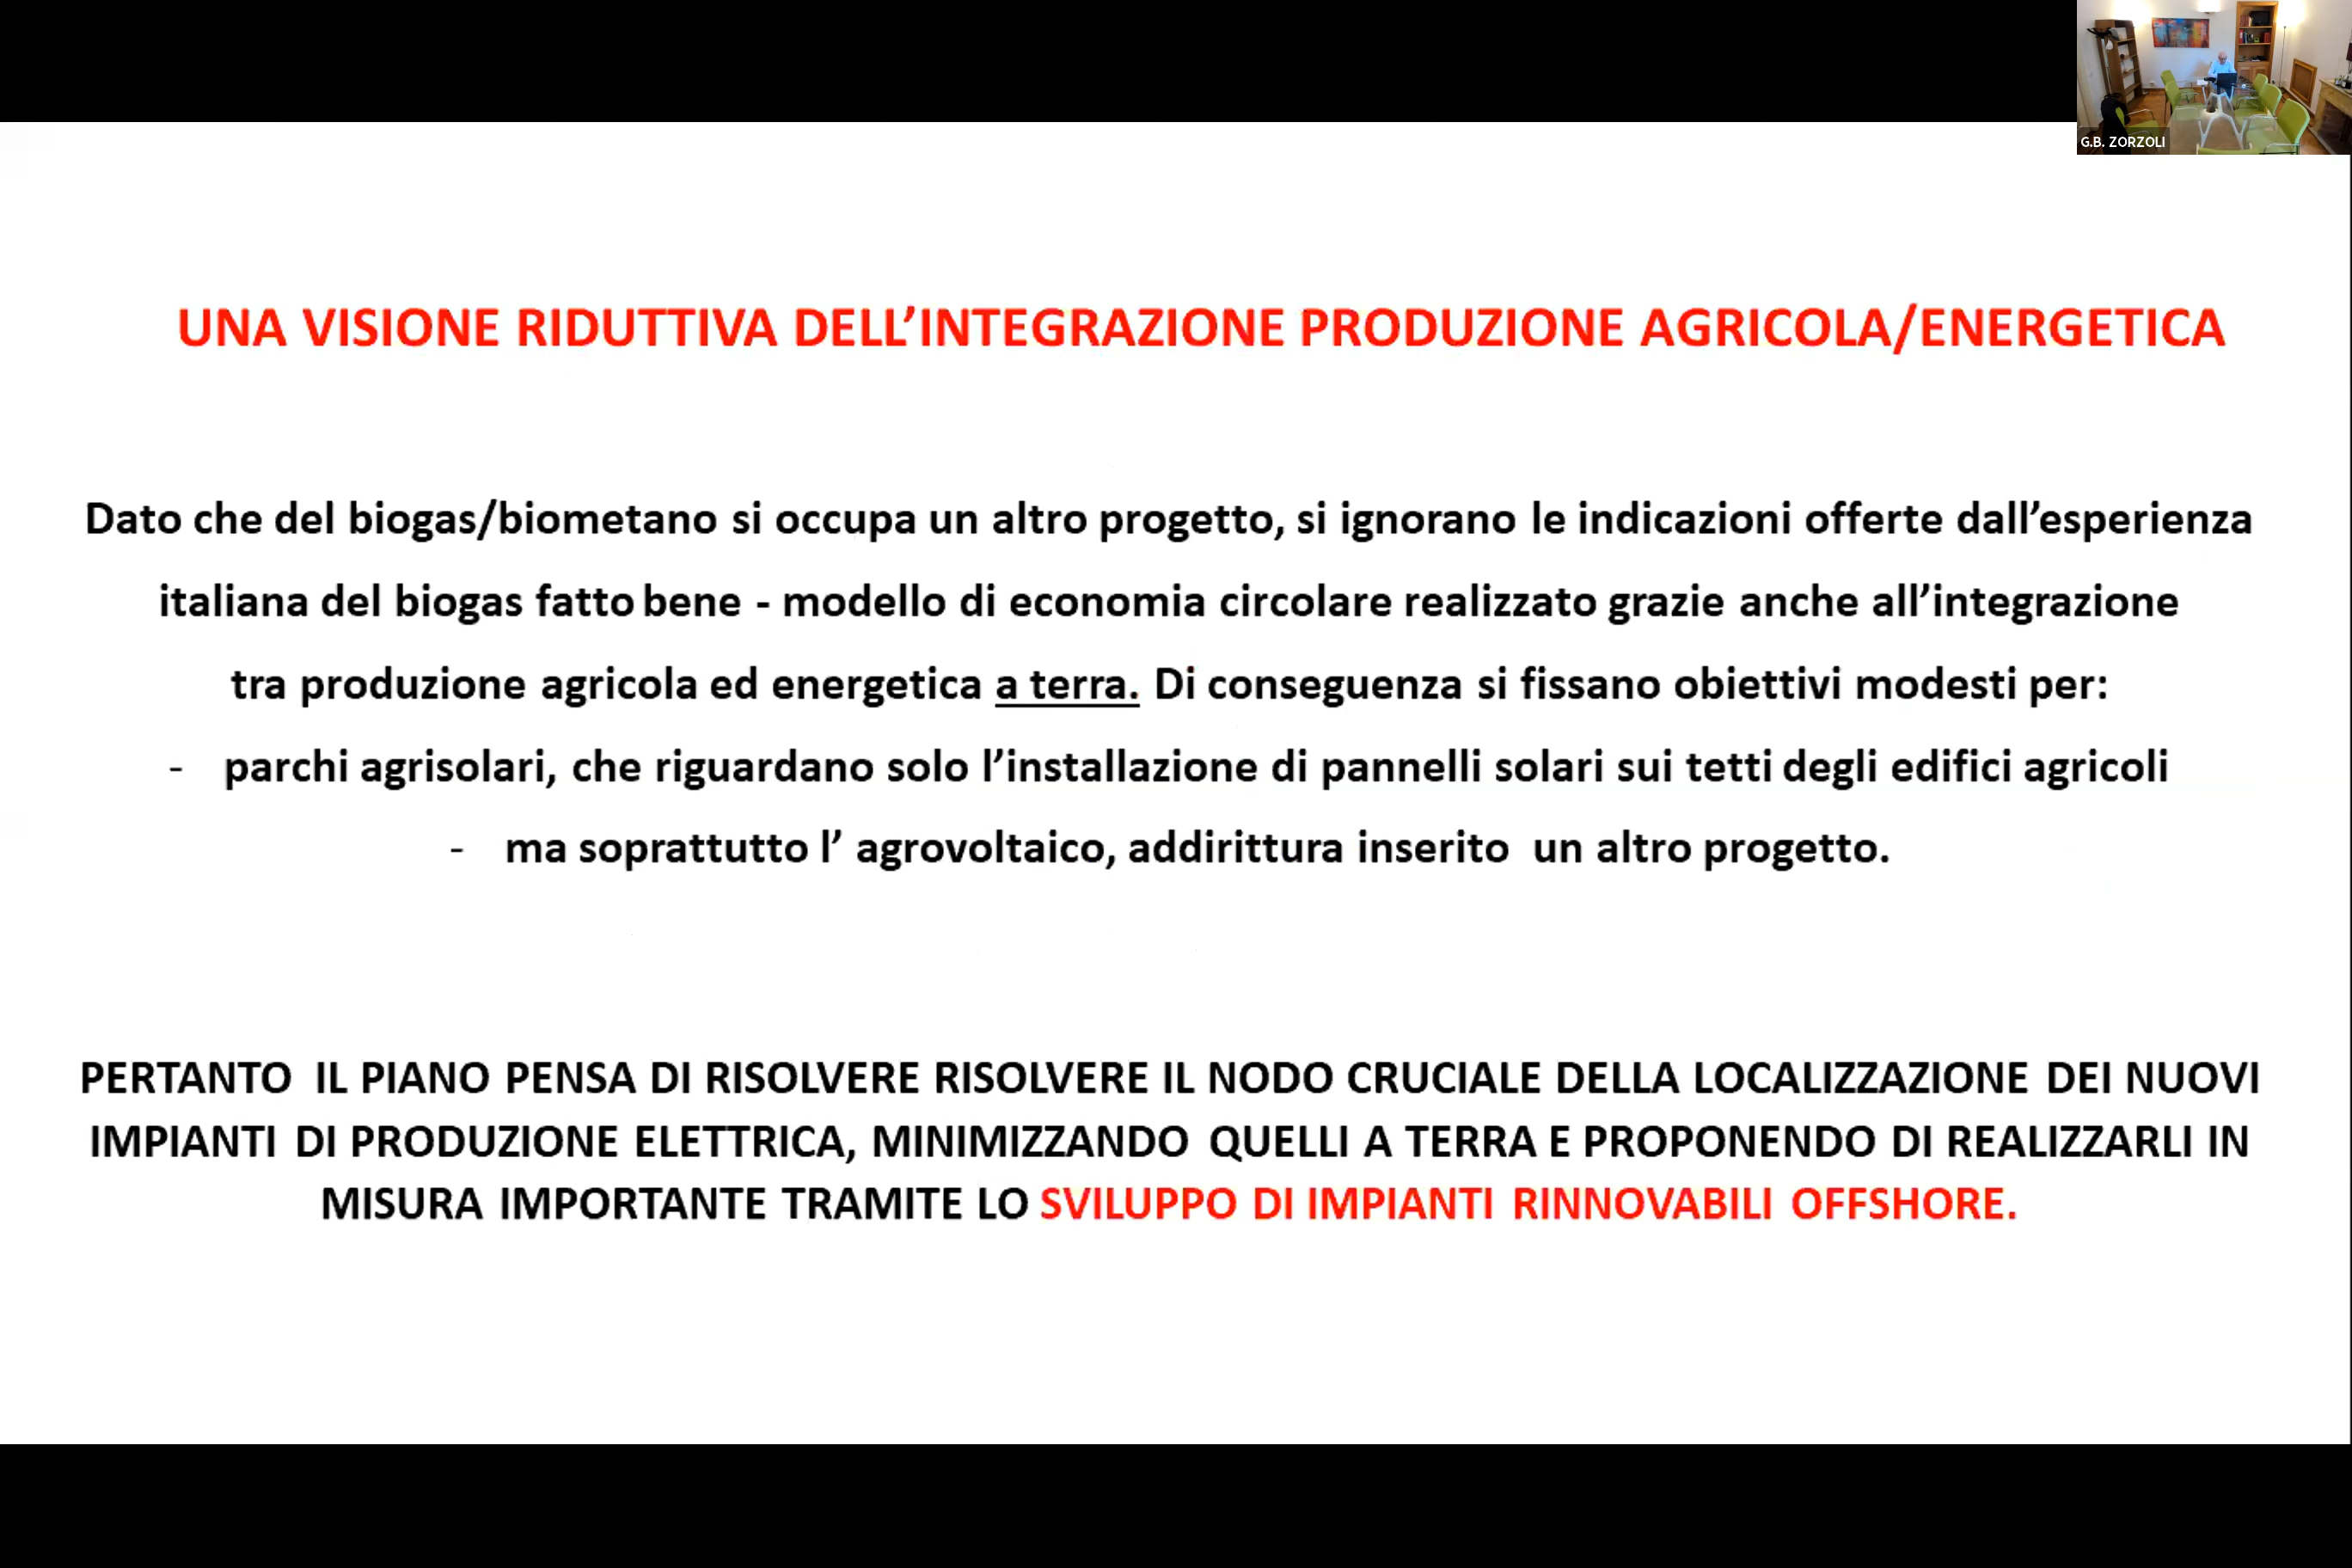 G.B. ZORZOLI
UNA VISIONE RIDUTTIVA DELL’INTEGRAZIONE PRODUZIONE AGRICOLA/ENERGETICA
Dato che del biogas/biometano si occupa un altro progetto, si ignorano le indicazioni offerte dall’esperienza
italiana del biogas fatto bene - modello di economia circolare realizzato grazie anche all’integrazione
tra produzione agricola ed energetica a terra. Di conseguenza si fissano obiettivi modesti per:
- parchi agrisolari, che riguardano solo l’installazione di pannelli solari sui tetti degli edifici agricoli
- ma soprattutto l’ agrovoltaico, addirittura inserito un altro progetto.
PERTANTO IL PIANO PENSA DI RISOLVERE RISOLVERE IL NODO CRUCIALE DELLA LOCALIZZAZIONE DEI NUOVI
IMPIANTI DI PRODUZIONE ELETTRICA, MINIMIZZANDO QUELLI A TERRA E PROPONENDO DI REALIZZARLI IN
MISURA IMPORTANTE TRAMITE LO SVILUPPO DI IMPIANTI RINNOVABILI OFFSHORE.